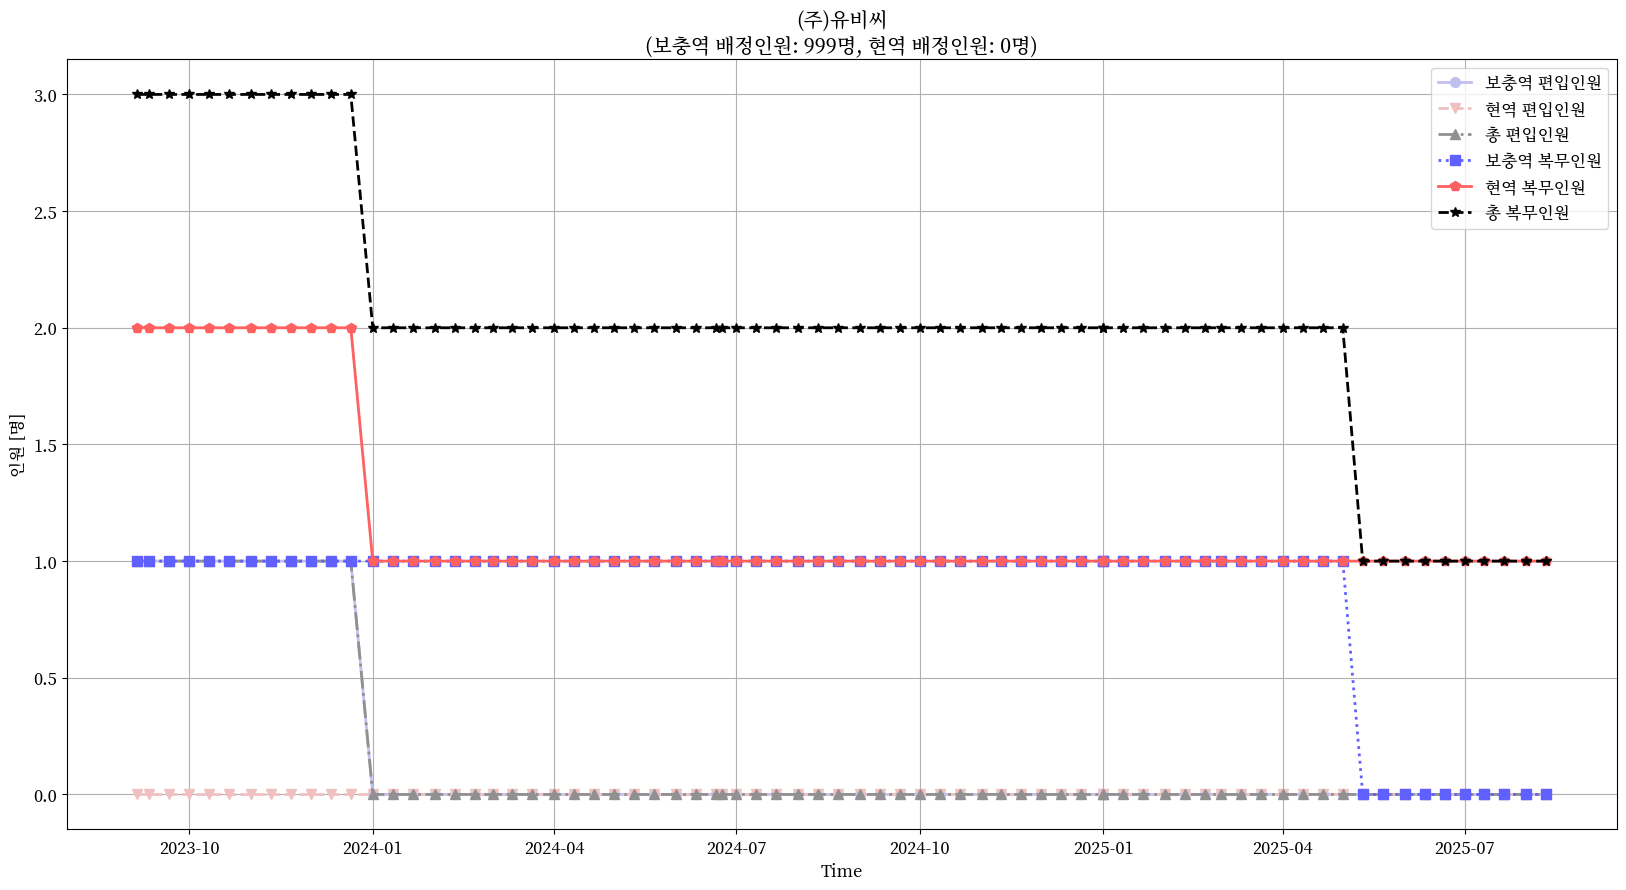 (주)유비씨
(보충역 배정인원: 999명, 현역 배정인원: 0명)
보충역 편입인원
현역 편입인원
총 편입인원
보충역 복무인원
현역 복무인원
총 복무인원
3.0
2.5
2.0
1.5
1.0
0.5
0.0
인원 [명]
2023-10
2024-01
2024-04
2024-07
2024-10
2025-01
2025-04
2025-07
Time